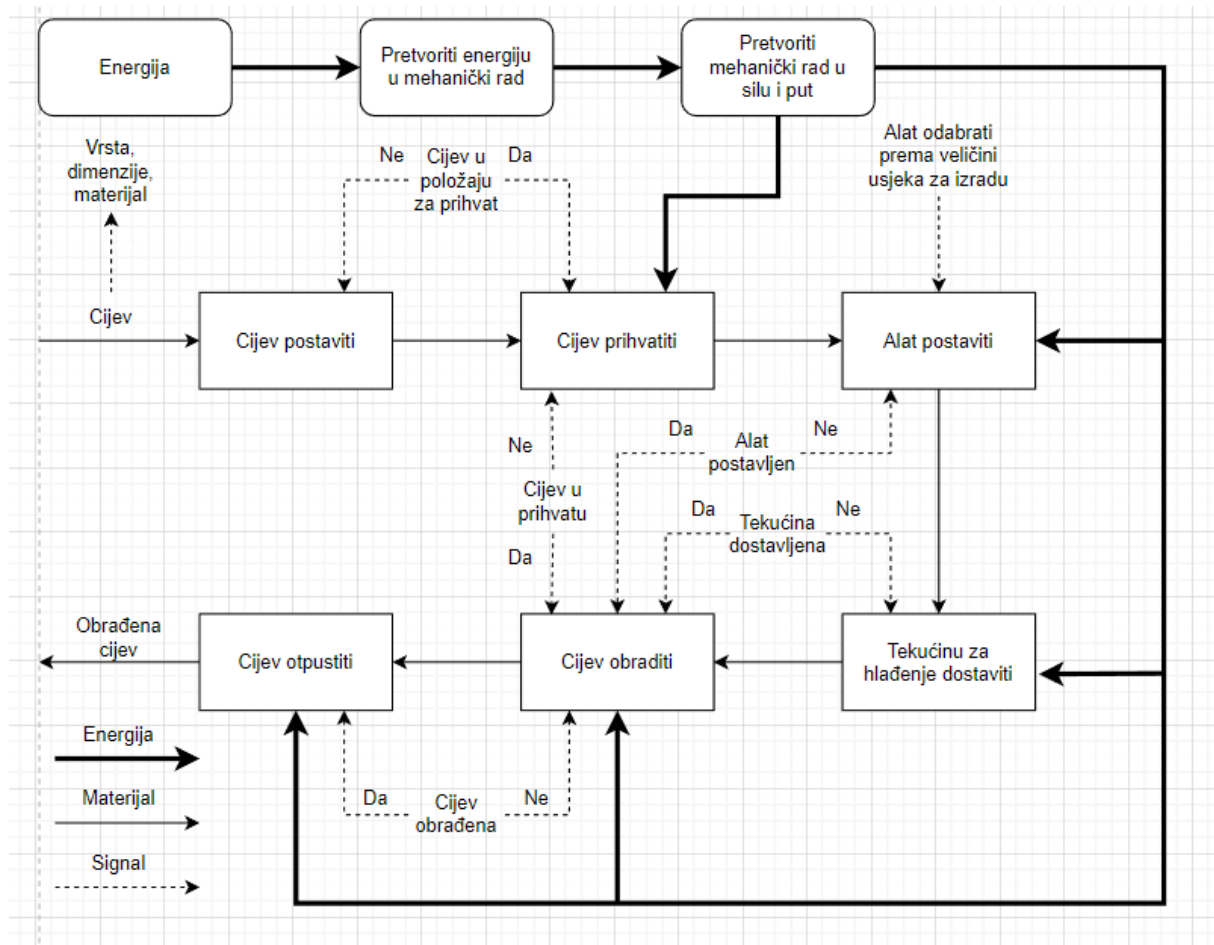 Energija
Pretvoriti energiju
u mehanički rad
Pretvoriti
mehanički rad u
silu i put
Vrsta,
dimenzije,
materijal
Ne
Cijev u
položaju
za prihvat
Da
Alat odabrati
prema veličini
usjeka za izradu
Cijev
Cijev postaviti
Cijev prihvatiti
Alat postaviti
Ne
Cijev u
prihvatu
Da
Da
Alat
postavljen
Ne
Da
Tekućina
dostavljena
Ne
Obrađena
cijev
Cijev otpustiti
Cijev obraditi
Tekućinu za
hlađenje dostaviti
Energija
Materijal
Signal
Da
Cijev
obrađena
Ne